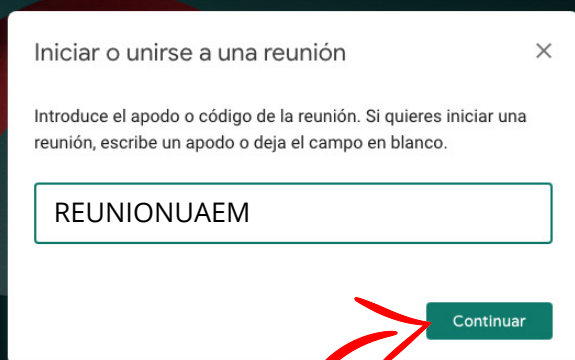 Iniciar o unirse a una reunión
Introduce el apodo o código de la reunión. Si quieres iniciar una
reunión, escribe un apodo o deja el campo en blanco.
REUNIONUAEM
Continuar